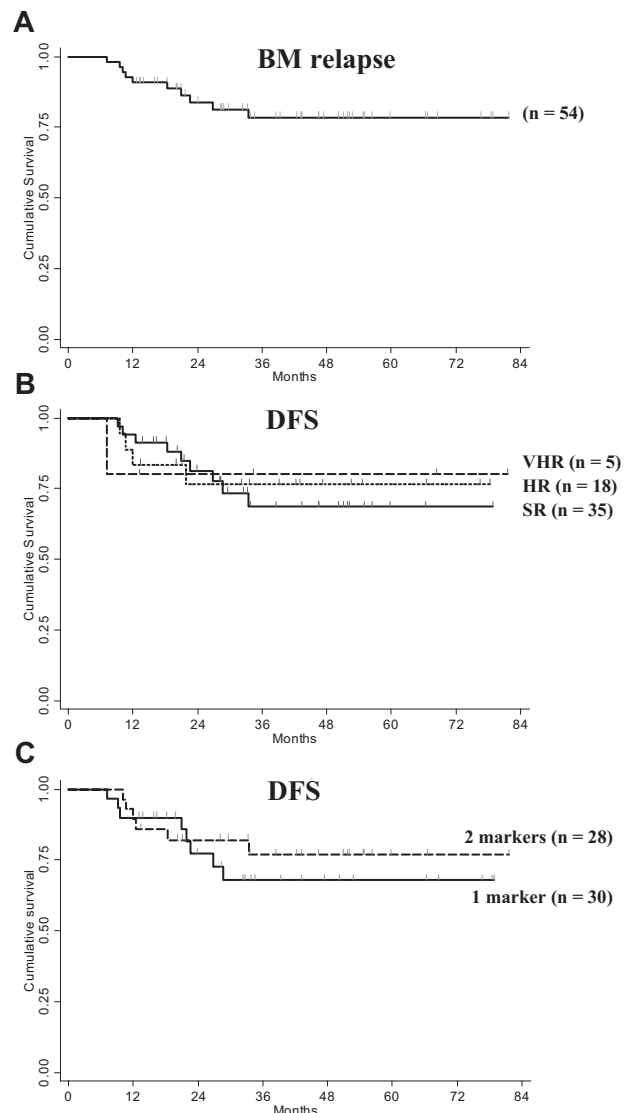 A
BM relapse
1.00
0.75
0.50
0.25
0.00
Cumulative Survival
(n = 54)
0 12 24 36 48 60 72 84
Months
B
DFS
1.00
0.75
0.50
0.25
0.00
Cumulative Survival
VHR (n = 5)
HR (n = 18)
SR (n = 35)
0 12 24 36 48 60 72 84
Months
C
DFS
1.00
0.75
0.50
0.25
0.00
Cumulative survival
2 markers (n = 28)
1 marker (n = 30)
0 12 24 36 48 60 72 84
Months